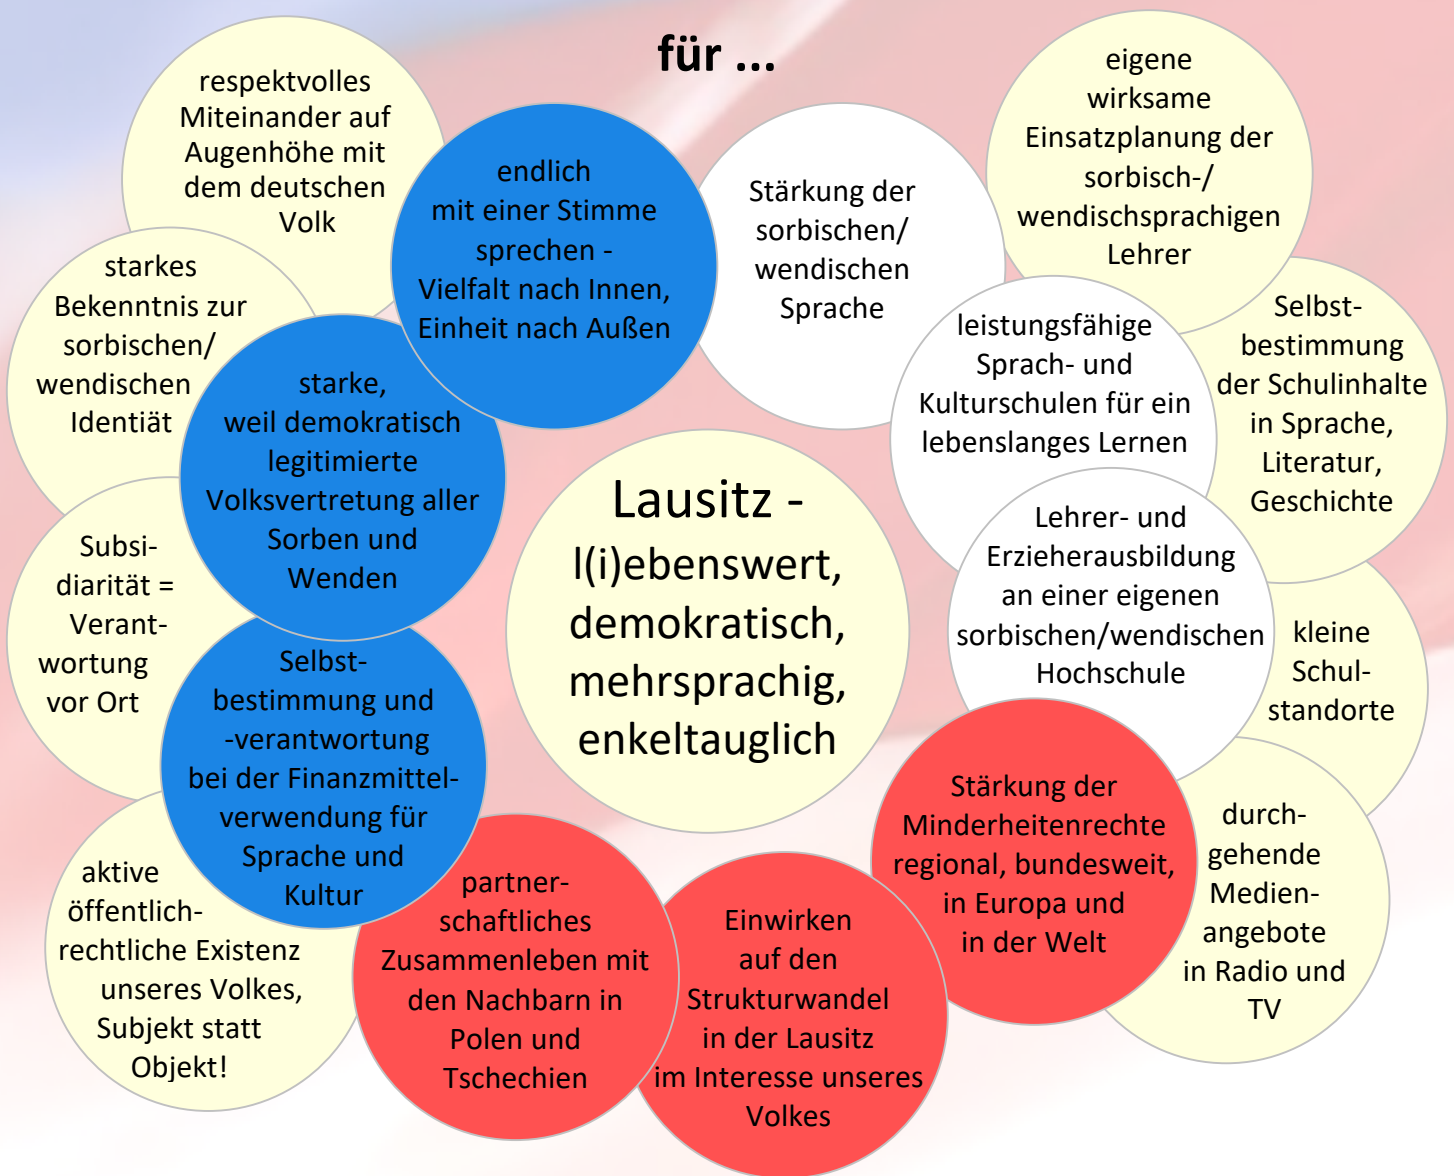 für ...
respektvolles
Miteinander auf
Augenhöhe mit
dem deutschen
Volk
endlich
mit einer Stimme
sprechen -
Vielfalt nach Innen,
Einheit nach Außen
Stärkung der
sorbischen/
wendischen
Sprache
eigene
wirksame
Einsatzplanung der
sorbisch-/
wendischsprachigen
Lehrer
starkes
Bekenntnis zur
sorbischen/
wendischen
Identiät
starke,
weil demokratisch
legitimierte
Volksvertretung aller
Sorben und
Wenden
leistungsfähige
Sprach- und
Kulturschulen für ein
lebenslanges Lernen
Selbst-
bestimmung
der Schulinhalte
in Sprache,
Literatur,
Geschichte
Lausitz -
l(i)ebenswert,
demokratisch,
mehrsprachig,
enkeltauglich
Lehrer- und
Erzieherausbildung
an einer eigenen
sorbischen/wendischen
Hochschule
Subsi-
diarität =
Verant-
wortung
vor Ort
Selbst-
bestimmung und
-verantwortung
bei der Finanzmittel-
verwendung für
Sprache und
Kultur
kleine
Schul-
standorte
Stärkung der
Minderheitenrechte
regional, bundesweit,
in Europa und
in der Welt
durch-
gehende
Medien-
angebote
in Radio und
TV
aktive
öffentlich-
rechtliche Existenz
unseres Volkes,
Subjekt statt
Objekt!
partner-
schaftliches
Zusammenleben mit
den Nachbarn in
Polen und
Tschechien
Einwirken
auf den
Strukturwandel
in der Lausitz
im Interesse unseres
Volkes